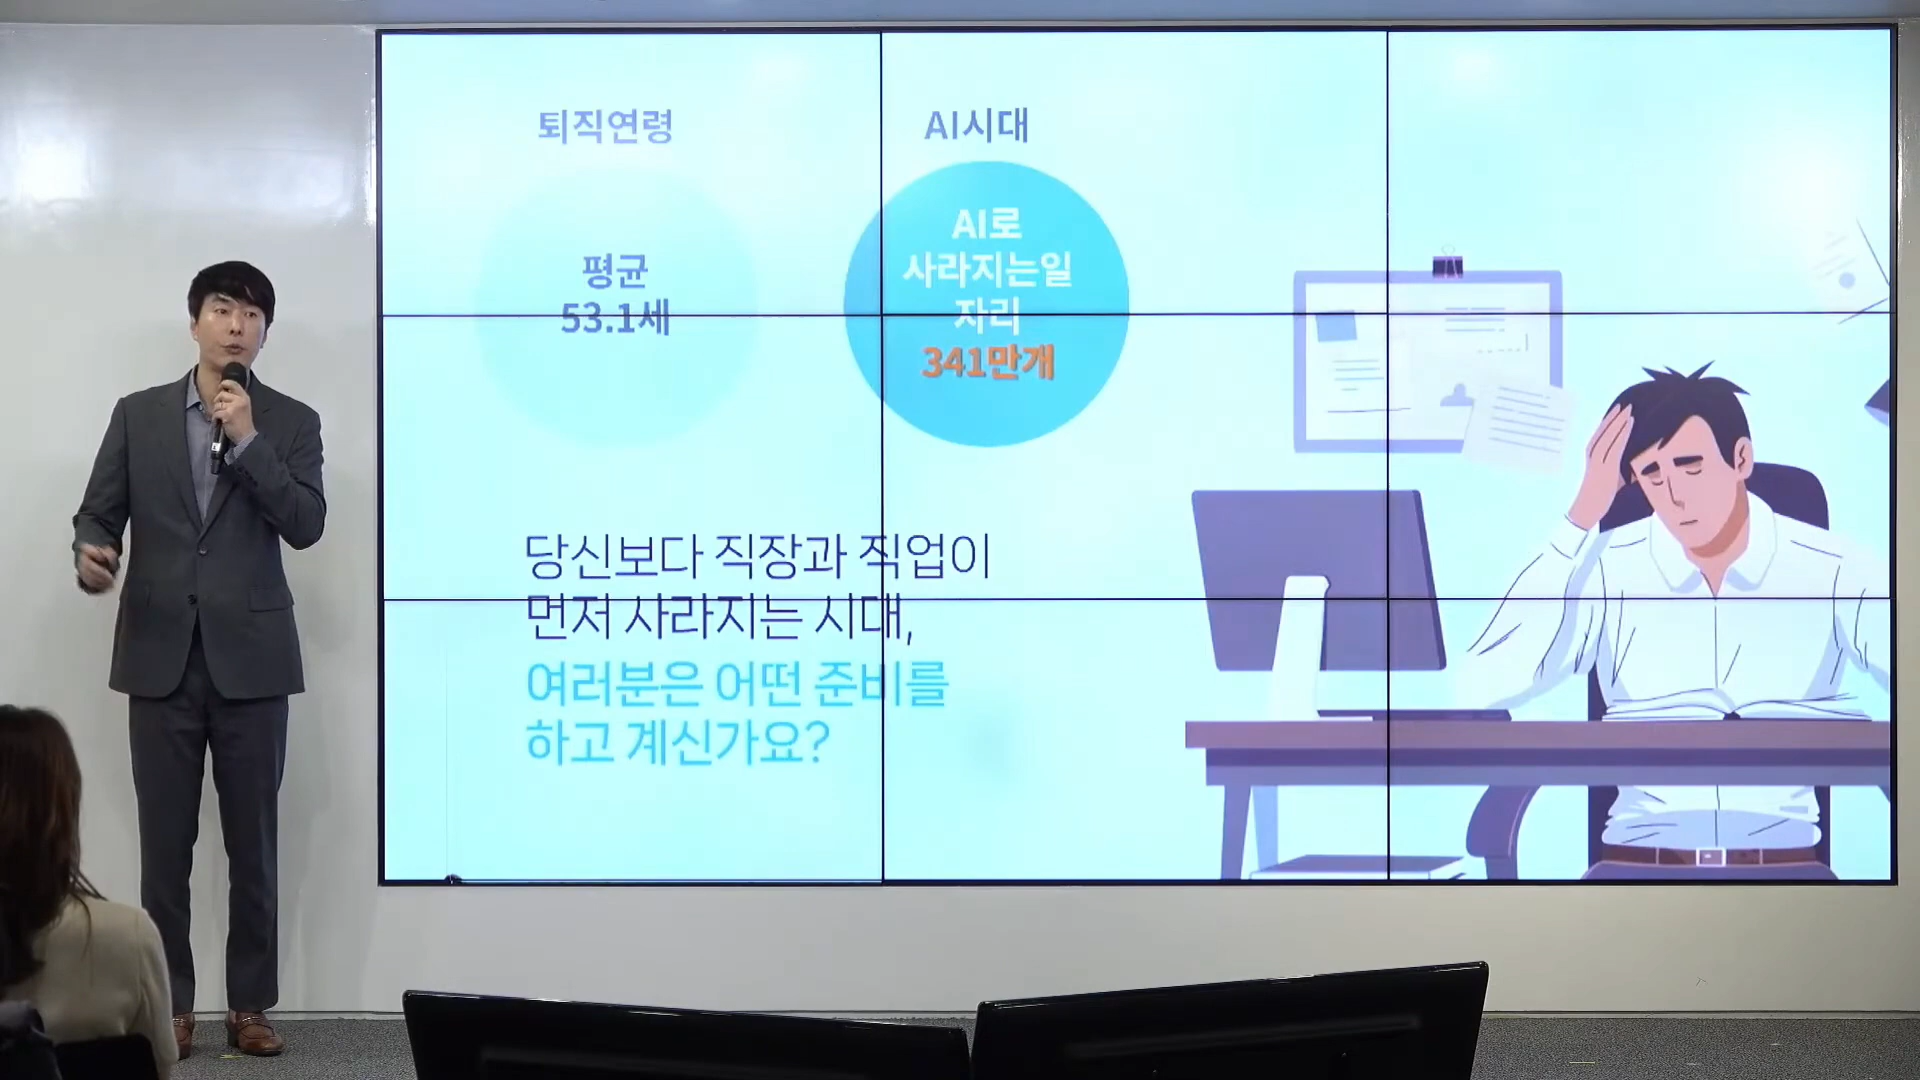 퇴직연령
평균
53.1세
AI시대
AI로
사라지는일
자리
341만개
당신보다 직장과 직업이
먼저 사라지는 시대,
여러분은 어떤 준비를
하고 계신가요?